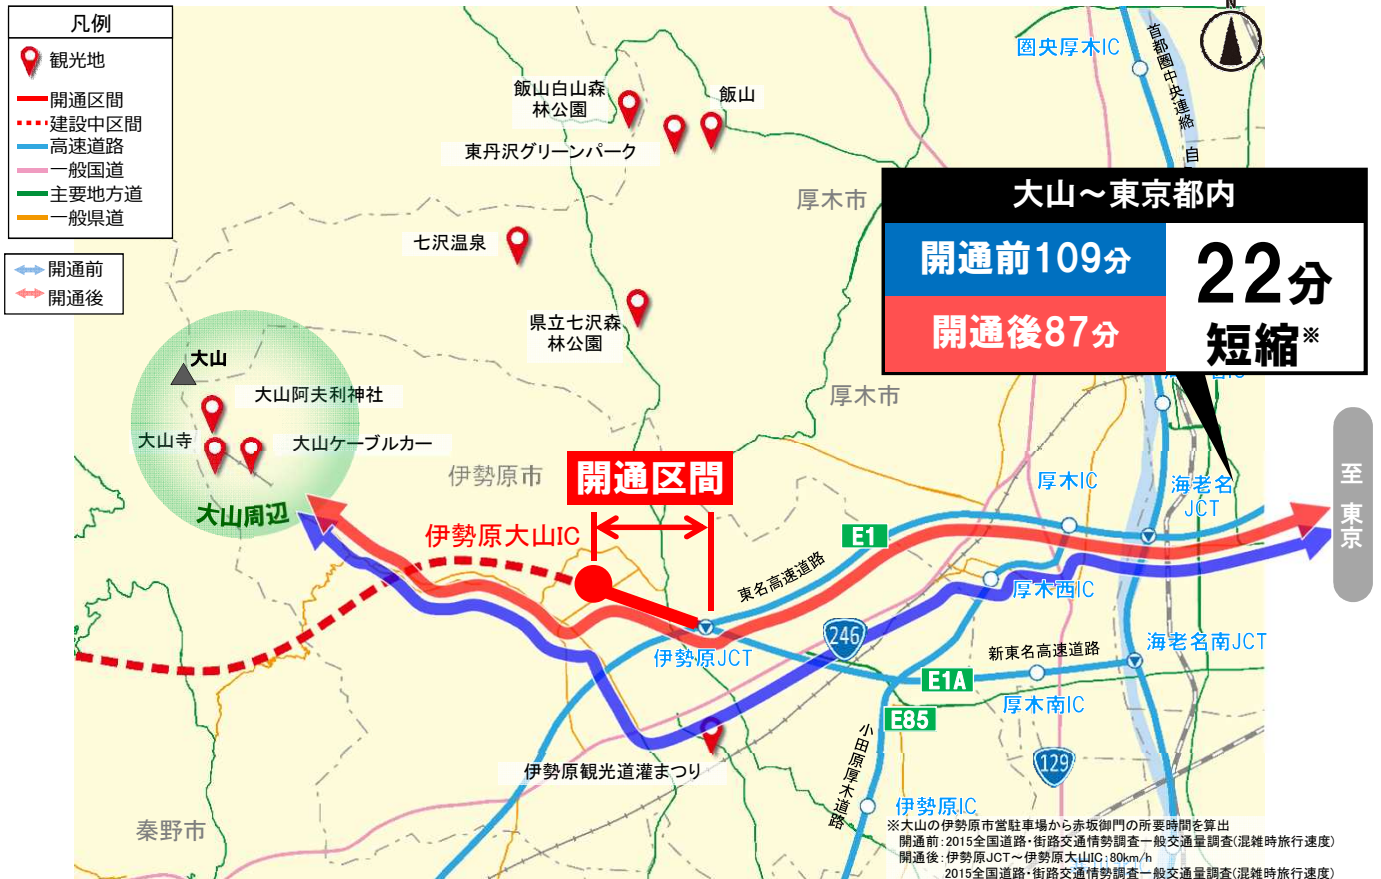 凡例
観光地
開通区間
建設中区間
高速道路
一般国道
主要地方道
一般県道
開通前
開通後
N
圏央厚木IC
首都圏中央連絡自
飯山白山森
林公園
飯山
東丹沢グリーンパーク
厚木市
七沢温泉
県立七沢森
林公園
大山～東京都内
開通前109分
開通後87分
22分
短縮※
大山
大山阿夫利神社
大山寺
大山ケーブルカー
大山周辺
厚木市
伊勢原市
開通区間
伊勢原大山IC
E1
東名高速道路
厚木IC
海老名
JCT
至 東京
厚木西IC
246
伊勢原JCT
新東名高速道路
海老名南JCT
E1A
厚木南IC
E85
小田原厚木道路
129
伊勢原観光道灌まつり
伊勢原IC
秦野市
※大山の伊勢原市営駐車場から赤坂御門の所要時間を算出
開通前:2015全国道路・街路交通情勢調査一般交通量調査(混雑時旅行速度)
開通後:伊勢原JCT～伊勢原大山IC:80km/h
2015全国道路・街路交通情勢調査一般交通量調査(混雑時旅行速度)